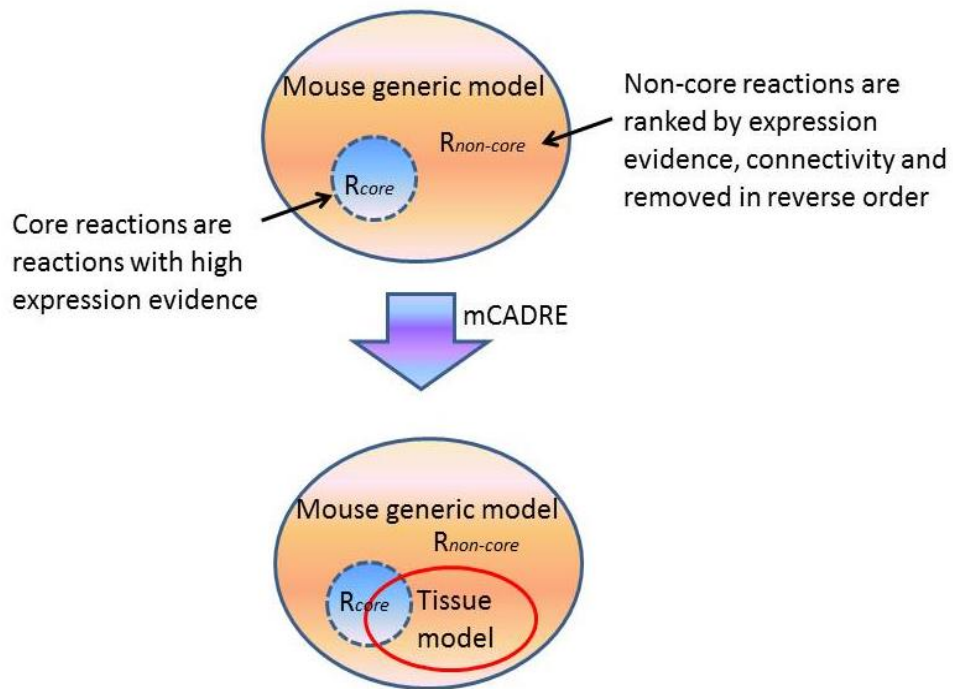 Mouse generic model
Non-core reactions are
ranked by expression
evidence, connectivity and
removed in reverse order
Rnon-core
Rcore
Core reactions are
reactions with high
expression evidence
mCADRE
Mouse generic model
Rnon-core
Rcore
Tissue
model